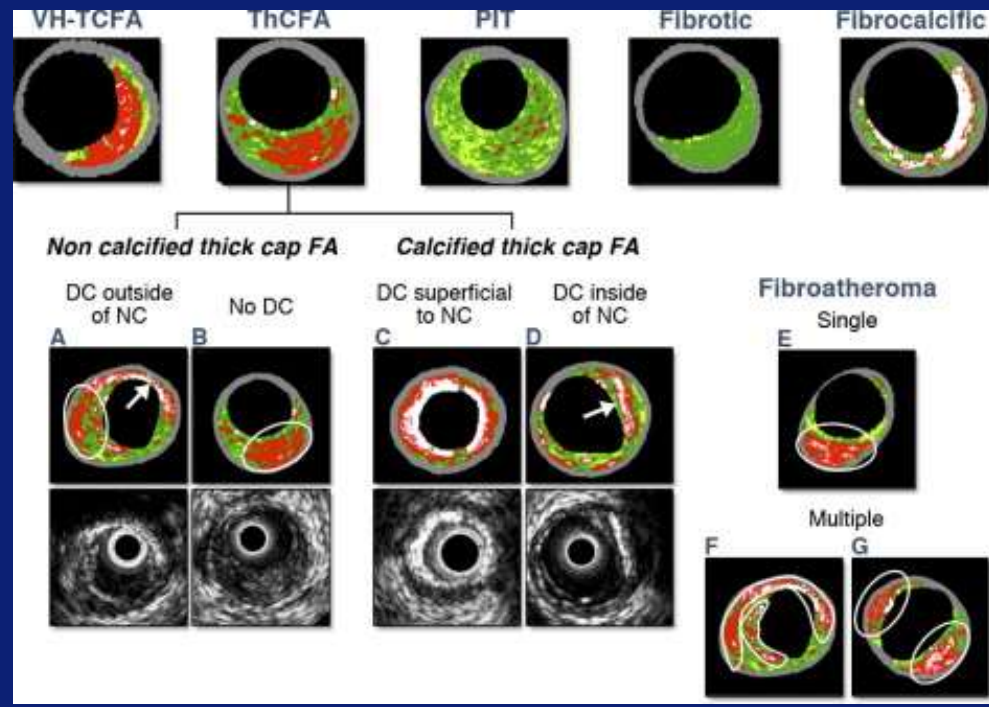 VH-TCFA
ThCFA
PIT
Fibrotic
Fibrocalcific
Non calcified thick cap FA
Calcified thick cap FA
DC outside
of NC
No DC
DC superficial
to NC
DC inside
of NC
A
B
C
D
Fibroatheroma
Single
E
Multiple
F
G